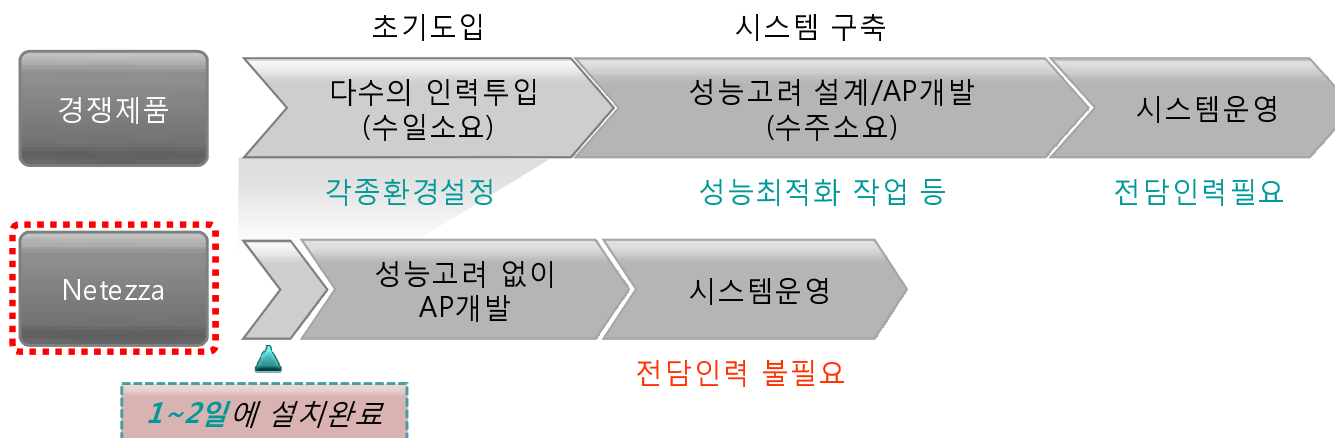 초기도입
시스템 구축
경쟁제품
다수의 인력투입
(수일소요)
성능고려 설계/AP개발
(수주소요)
시스템운영
각종환경설정
성능최적화 작업 등
전담인력필요
Netezza
성능고려 없이
AP개발
시스템운영
전담인력 불필요
1~2일에 설치완료